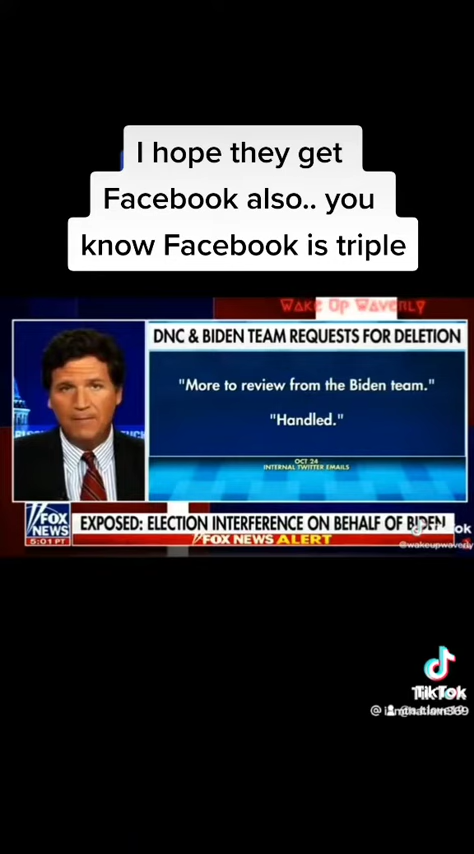 I hope they get
Facebook also.. you
know Facebook is triple
Wake Up Waverly
DNC & BIDEN TEAM REQUESTS FOR DELETION
"More to review from the Biden team."
"Handled."
OCT 24
INTERNAL TWITTER EMAILS
FOX
NEWS
EXPOSED: ELECTION INTERFERENCE ON BEHALF OF BIDEN
5:01 PT
FOX NEWS ALERT
@wakeupwaverly
TikTok